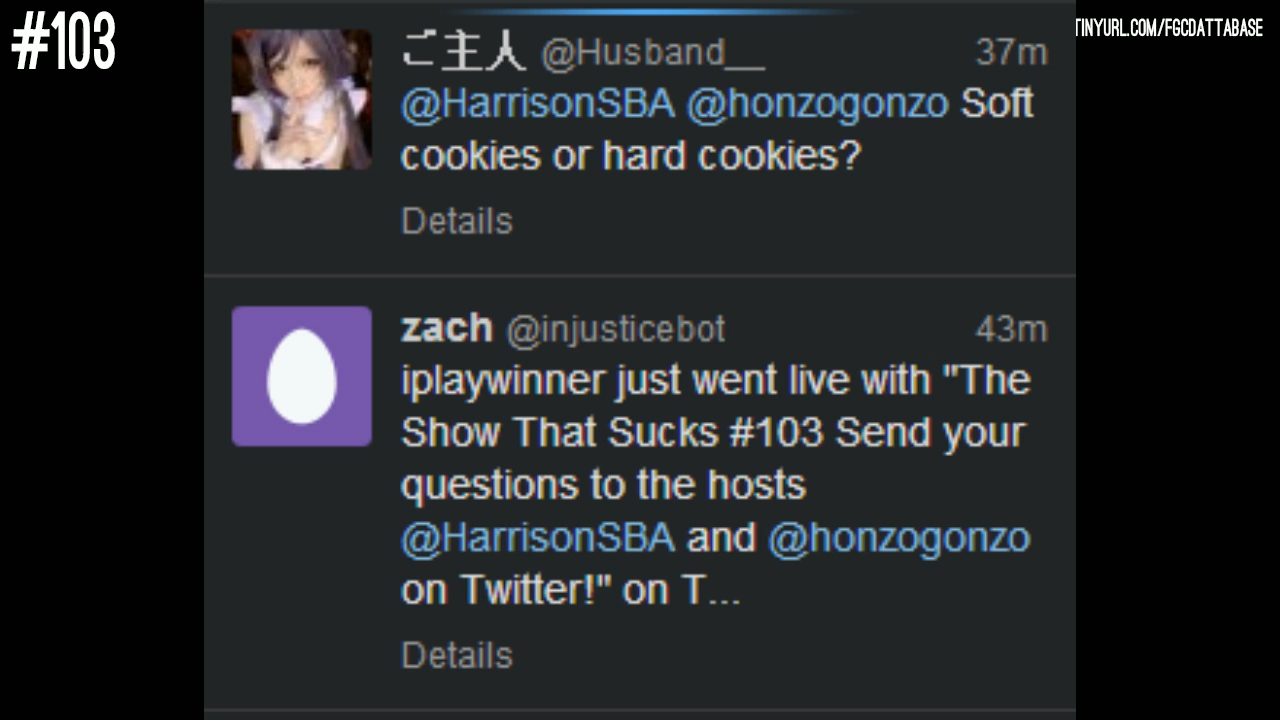 #103
TINYURL.COM/FGCDATTABASE
ご主人 @Husband__ 37m
@HarrisonSBA @honzogonzo Soft
cookies or hard cookies?
Details
zach @injusticebot 43m
iplaywinner just went live with "The
Show That Sucks #103 Send your
questions to the hosts
@HarrisonSBA and @honzogonzo
on Twitter!" on T...
Details